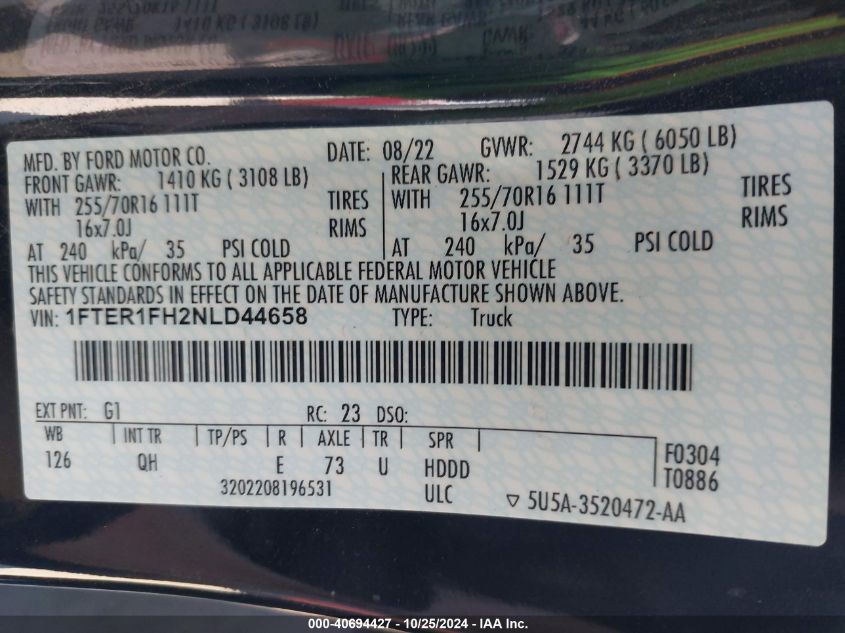 MFD. BY FORD MOTOR CO. DATE: 08/22 GVWR: 2744 KG ( 6050 LB)
FRONT GAWR: 1410 KG ( 3108 LB) REAR GAWR: 1529 KG ( 3370 LB)
WITH 255/70R16 111T TIRES WITH 255/70R16 111T TIRES
16x7.0J RIMS 16x7.0J RIMS
AT 240 kPa/ 35 PSI COLD AT 240 kPa/ 35 PSI COLD
THIS VEHICLE CONFORMS TO ALL APPLICABLE FEDERAL MOTOR VEHICLE
SAFETY STANDARDS IN EFFECT ON THE DATE OF MANUFACTURE SHOWN ABOVE.
VIN: 1FTER1FH2NLD44658 TYPE: Truck
EXT PNT: G1 RC: 23 DSO:
WB INT TR TP/PS R AXLE TR SPR
126 QH E 73 U HDDD
F0304
T0886
3202208196531 ULC ▽ 5U5A-3520472-AA
000-40694427 - 10/25/2024 - IAA Inc.